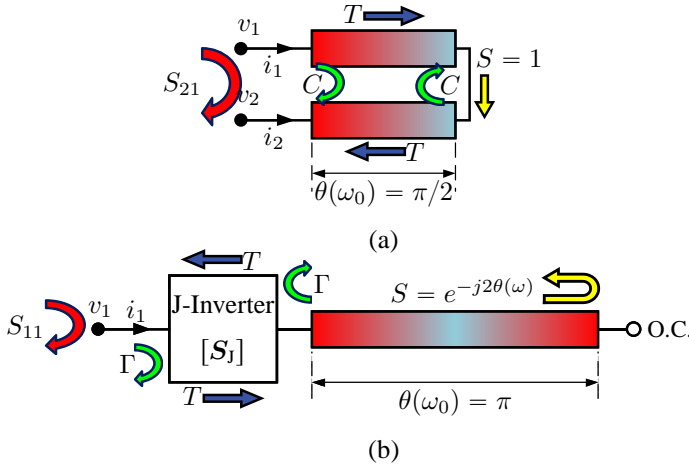 T
v₁
S = 1
i₁
S₂₁
C
C
v₂
i₂
T
θ(ω₀) = π/2
(a)
T
Γ
J-Inverter
S = e^{-j2θ(ω)}
v₁
i₁
S₁₁
O.C.
[S_J]
Γ
T
θ(ω₀) = π
(b)